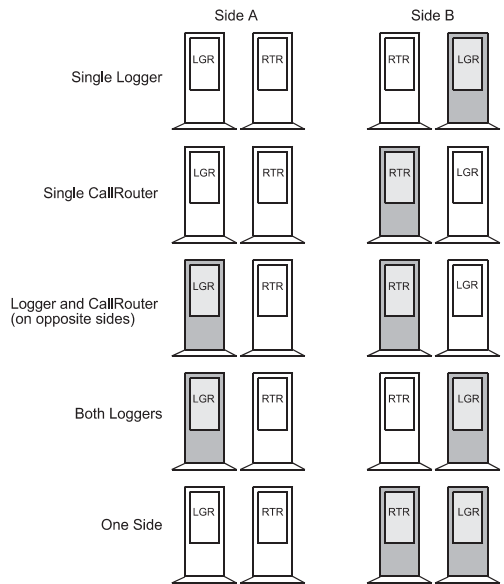 Side A Side B
LGR RTR RTR LGR
Single Logger
LGR RTR RTR LGR
Single CallRouter
LGR RTR RTR LGR
Logger and CallRouter
(on opposite sides)
LGR RTR RTR LGR
Both Loggers
LGR RTR RTR LGR
One Side